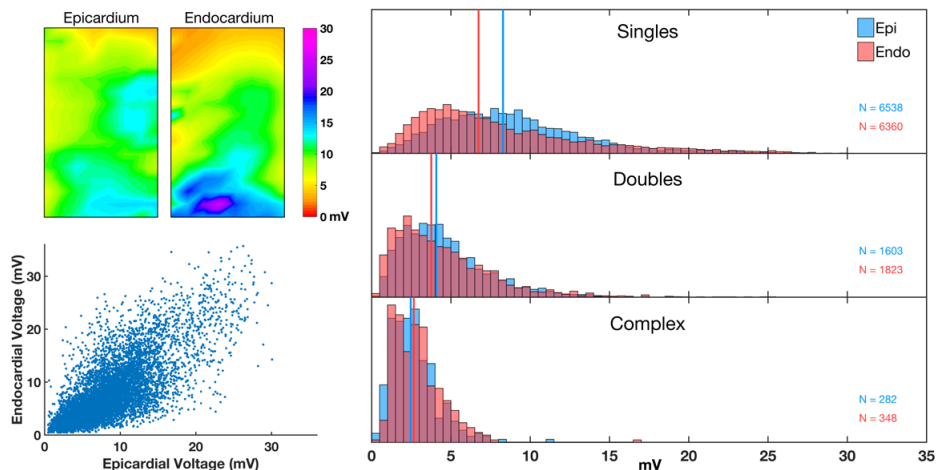 Epicardium Endocardium
30
25
20
15
10
5
0 mV
Endocardial Voltage (mV)
30
20
10
0
0 10 20 30
Epicardial Voltage (mV)
Singles
Epi
Endo
N = 6538
N = 6360
Doubles
N = 1603
N = 1823
Complex
N = 282
N = 348
0 5 10 15 20 25 30 35
mV